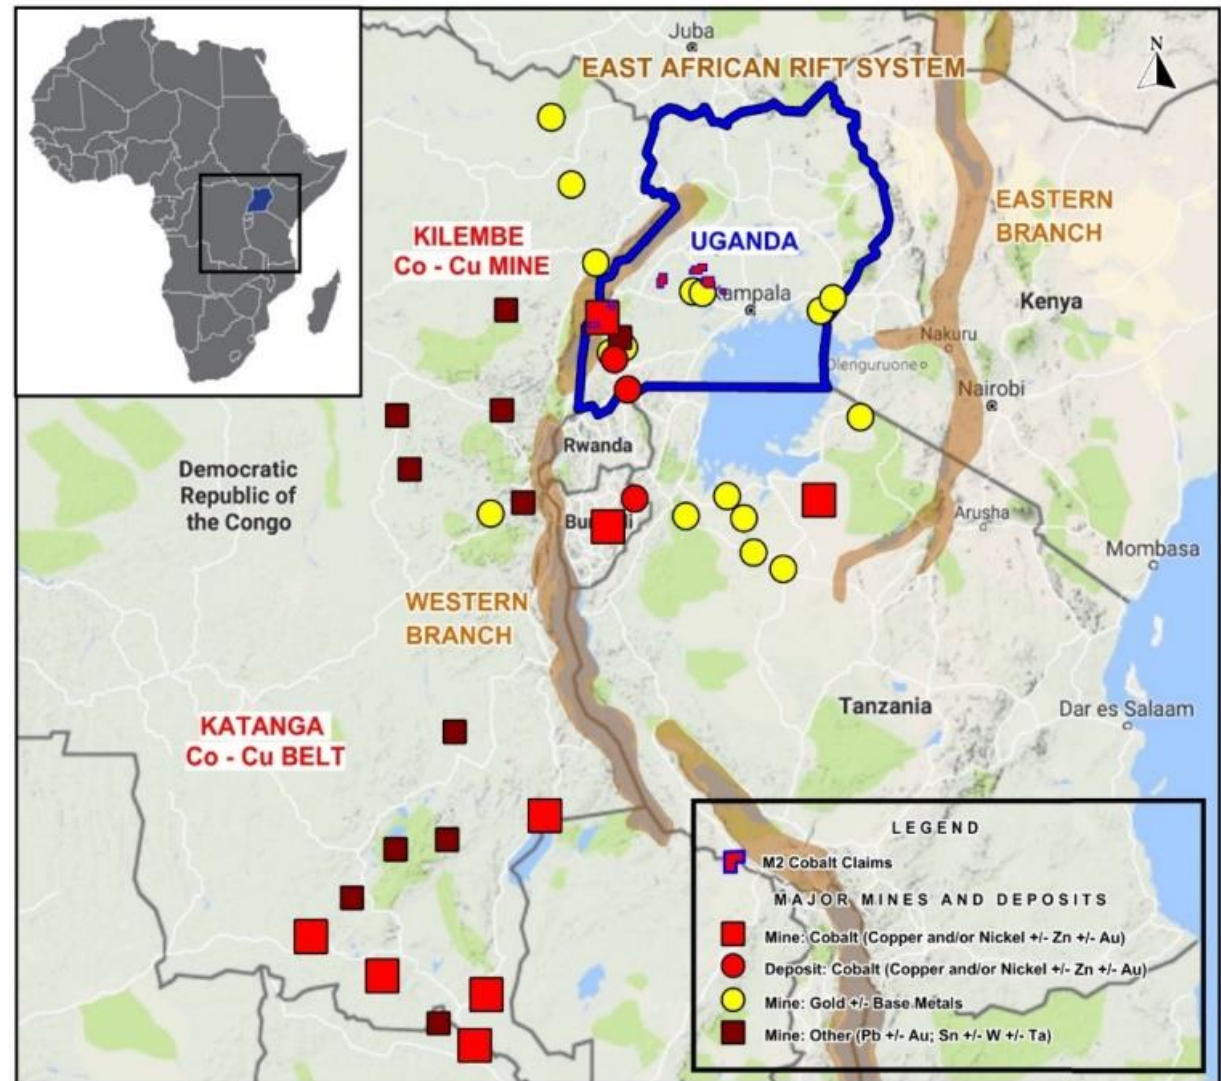 Juba
N
EAST AFRICAN RIFT SYSTEM
EASTERN
BRANCH
KILEMBE
Co - Cu MINE
UGANDA
Kampala
Kenya
Nakuru
Olenguruone
Nairobi
Rwanda
Democratic
Republic of
the Congo
Arusha
Mombasa
WESTERN
BRANCH
Tanzania
Dar es Salaam
KATANGA
Co - Cu BELT
LEGEND
M2 Cobalt Claims
MAJOR MINES AND DEPOSITS
Mine: Cobalt (Copper and/or Nickel +/- Zn +/- Au)
Deposit: Cobalt (Copper and/or Nickel +/- Zn +/- Au)
Mine: Gold +/- Base Metals
Mine: Other (Pb +/- Au; Sn +/- W +/- Ta)